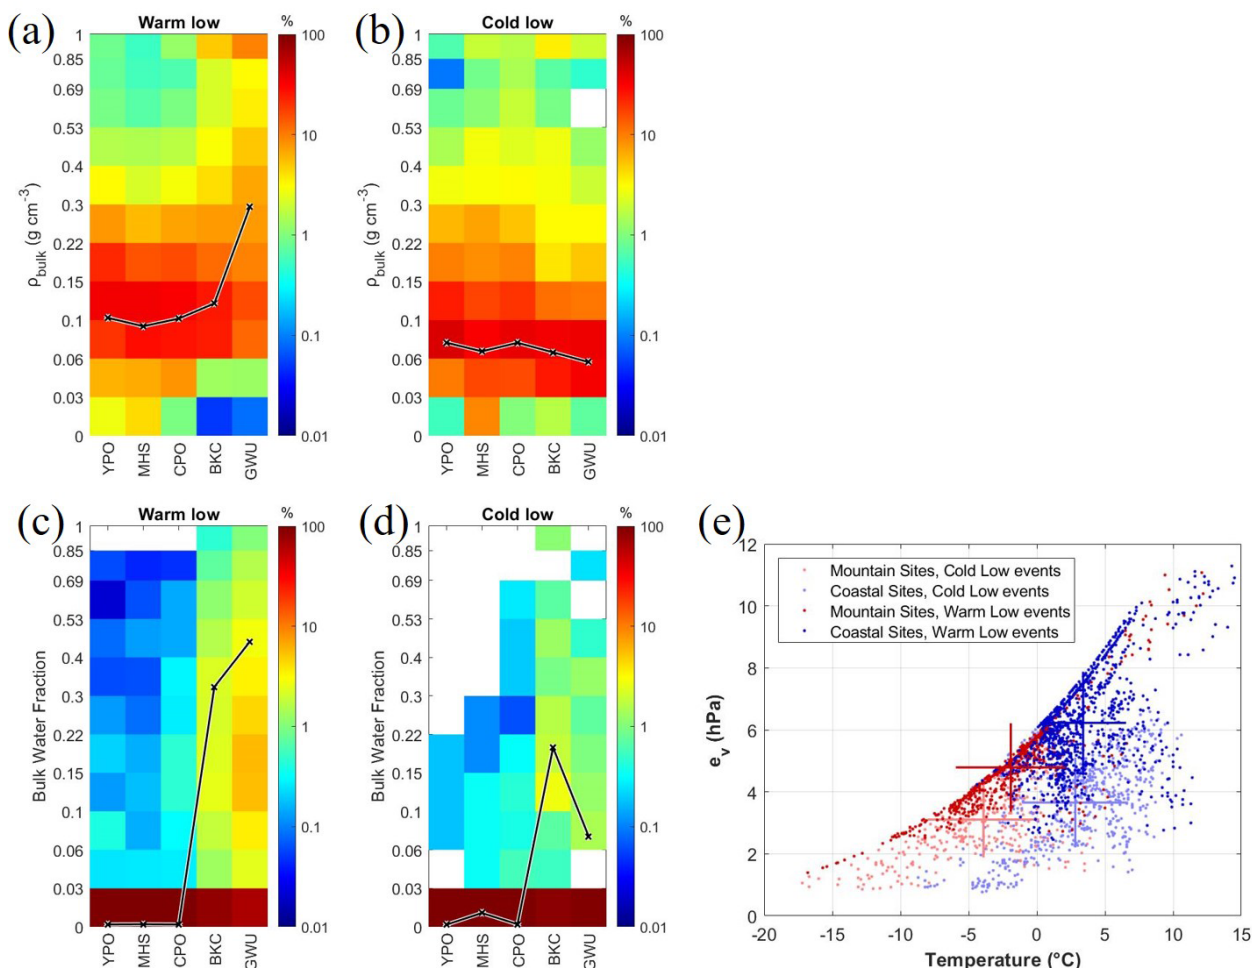 (a)
Warm low
%
1
0.85
0.69
0.53
0.4
0.3
0.22
0.15
0.1
0.06
0.03
0
ρbulk (g cm-3)
YPO
MHS
CPO
BKC
GWU
100
10
1
0.1
0.01
(b)
Cold low
%
1
0.85
0.69
0.53
0.4
0.3
0.22
0.15
0.1
0.06
0.03
0
ρbulk (g cm-3)
YPO
MHS
CPO
BKC
GWU
100
10
1
0.1
0.01
(c)
Warm low
%
1
0.85
0.69
0.53
0.4
0.3
0.22
0.15
0.1
0.06
0.03
0
Bulk Water Fraction
YPO
MHS
CPO
BKC
GWU
100
10
1
0.1
0.01
(d)
Cold low
%
1
0.85
0.69
0.53
0.4
0.3
0.22
0.15
0.1
0.06
0.03
0
Bulk Water Fraction
YPO
MHS
CPO
BKC
GWU
100
10
1
0.1
0.01
(e)
12
10
8
6
4
2
0
ev (hPa)
Mountain Sites, Cold Low events
Coastal Sites, Cold Low events
Mountain Sites, Warm Low events
Coastal Sites, Warm Low events
-20
-15
-10
-5
0
5
10
15
Temperature (°C)